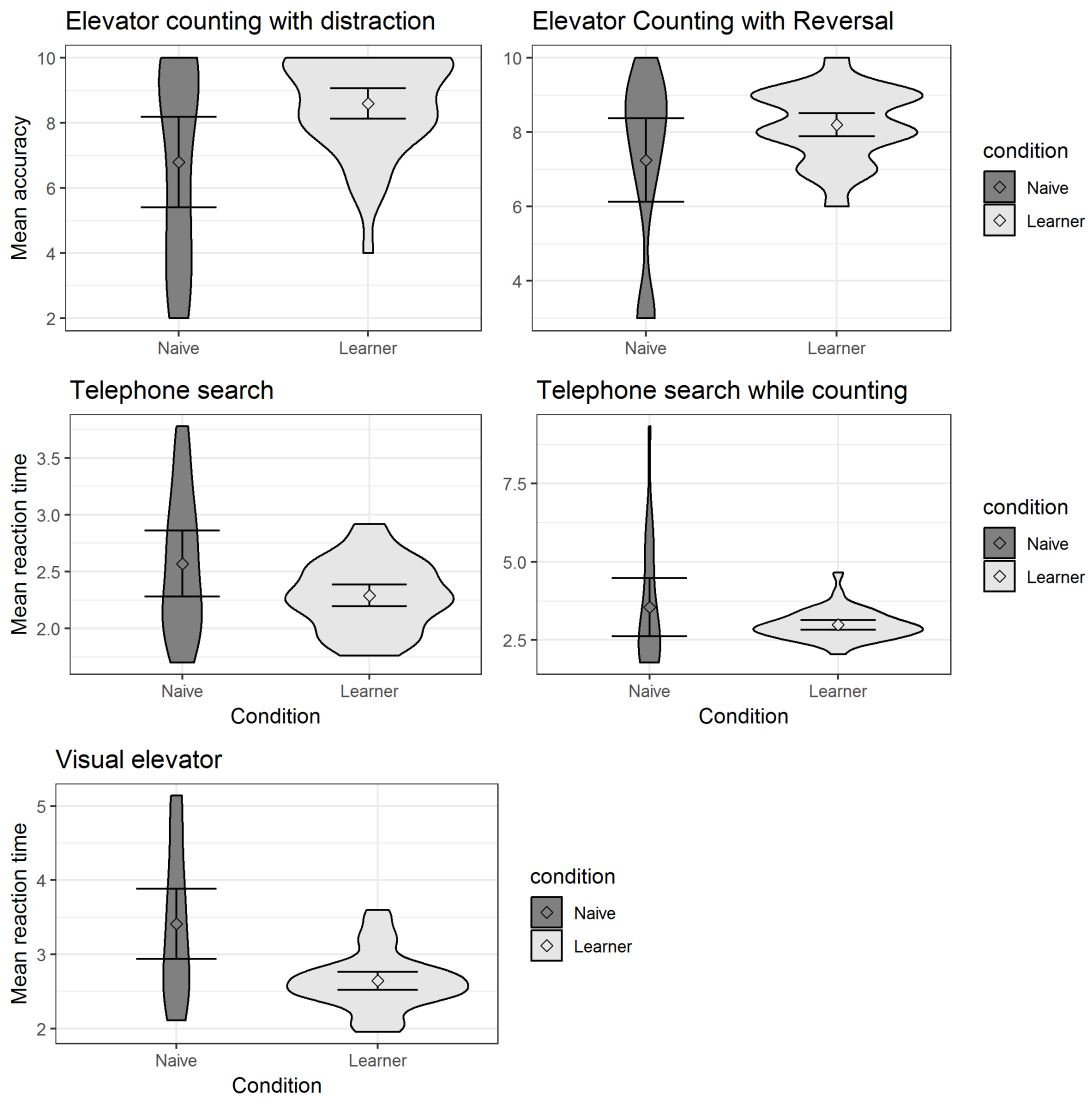 Elevator counting with distraction
Elevator Counting with Reversal
Mean accuracy
10
8
6
4
2
Naive
Learner
10
8
6
4
Naive
Learner
condition
Naive
Learner
Telephone search
Telephone search while counting
Mean reaction time
3.5
3.0
2.5
2.0
Naive
Learner
Condition
7.5
5.0
2.5
Naive
Learner
Condition
condition
Naive
Learner
Visual elevator
Mean reaction time
5
4
3
2
Naive
Learner
Condition
condition
Naive
Learner